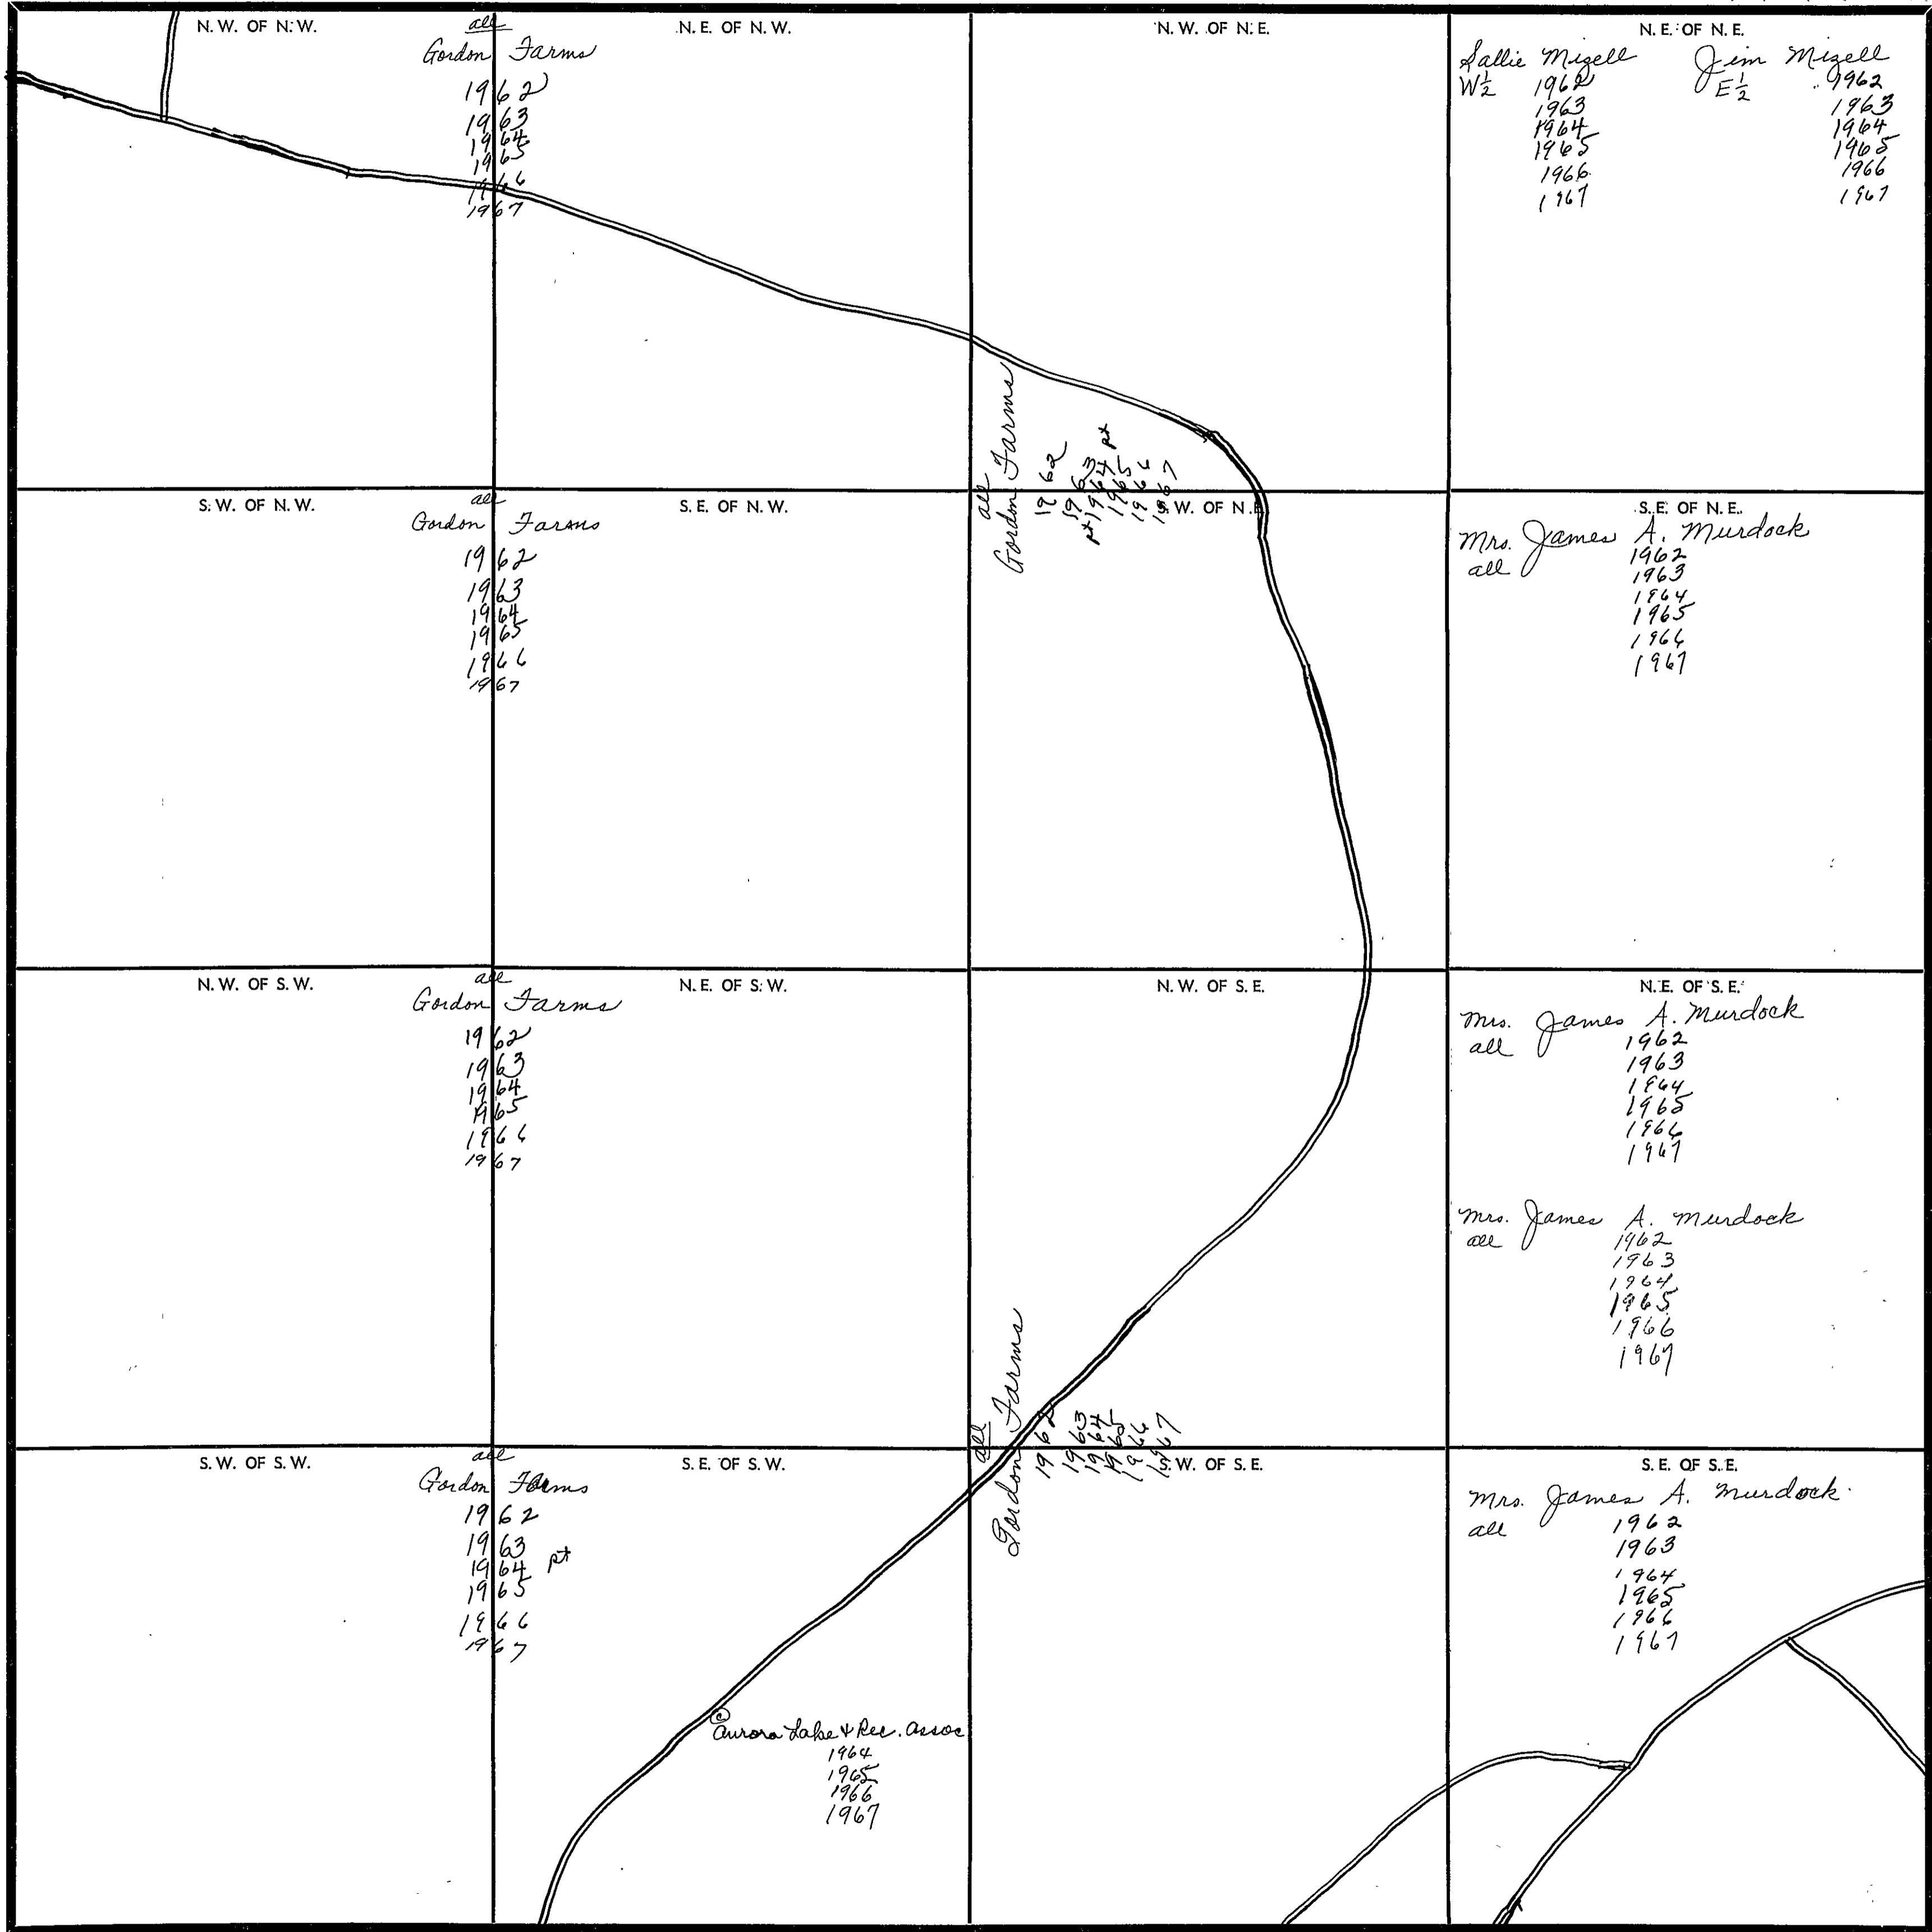 N.W. OF N.W.
all
Gordon Farms
1962
1963
1964
1965
1966
1967
N.E. OF N.W.
N.W. OF N.E.
N.E. OF N.E.
Sallie Mizell
W½ 1962
1963
1964
1965
1966
1967
Jim Mizell
E½ 1962
1963
1964
1965
1966
1967
S.W. OF N.W.
all
Gordon Farms
1962
1963
1964
1965
1966
1967
S.E. OF N.W.
all
Gordon Farms
1962
1963
pt 1964 pt
1965
1966
1967
S.W. OF N.E.
S.E. OF N.E.
Mrs. James A. Murdock
all 1962
1963
1964
1965
1966
1967
N.W. OF S.W.
all
Gordon Farms
1962
1963
1964
1965
1966
1967
N.E. OF S.W.
N.W. OF S.E.
N.E. OF S.E.
Mrs. James A. Murdock
all 1962
1963
1964
1965
1966
1967
Mrs. James A. Murdock
all 1962
1963
1964
1965
1966
1967
S.W. OF S.W.
all
Gordon Farms
1962
1963
1964 pt
1965
1966
1967
S.E. OF S.W.
© Aurora Lake & Rec. Assoc
1964
1965
1966
1967
all
Gordon Farms
1962
1963
1964
1965
1966
1967
S.W. OF S.E.
S.E. OF S.E.
Mrs. James A. Murdock
all 1962
1963
1964
1965
1966
1967